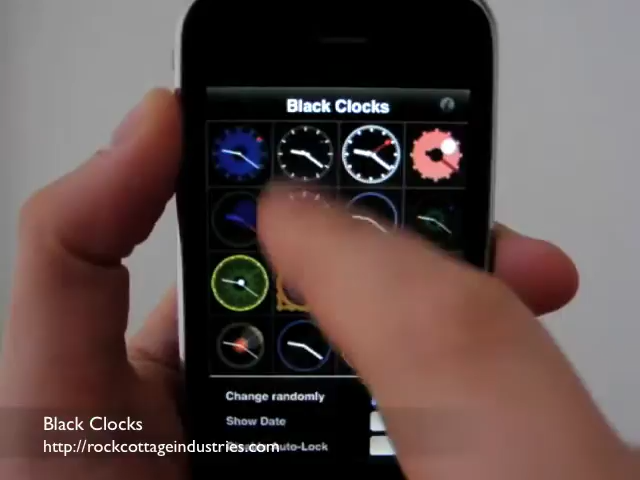 Black Clocks
Change randomly
Show Date
Auto-Lock
Black Clocks
http://rockcottageindustries.com